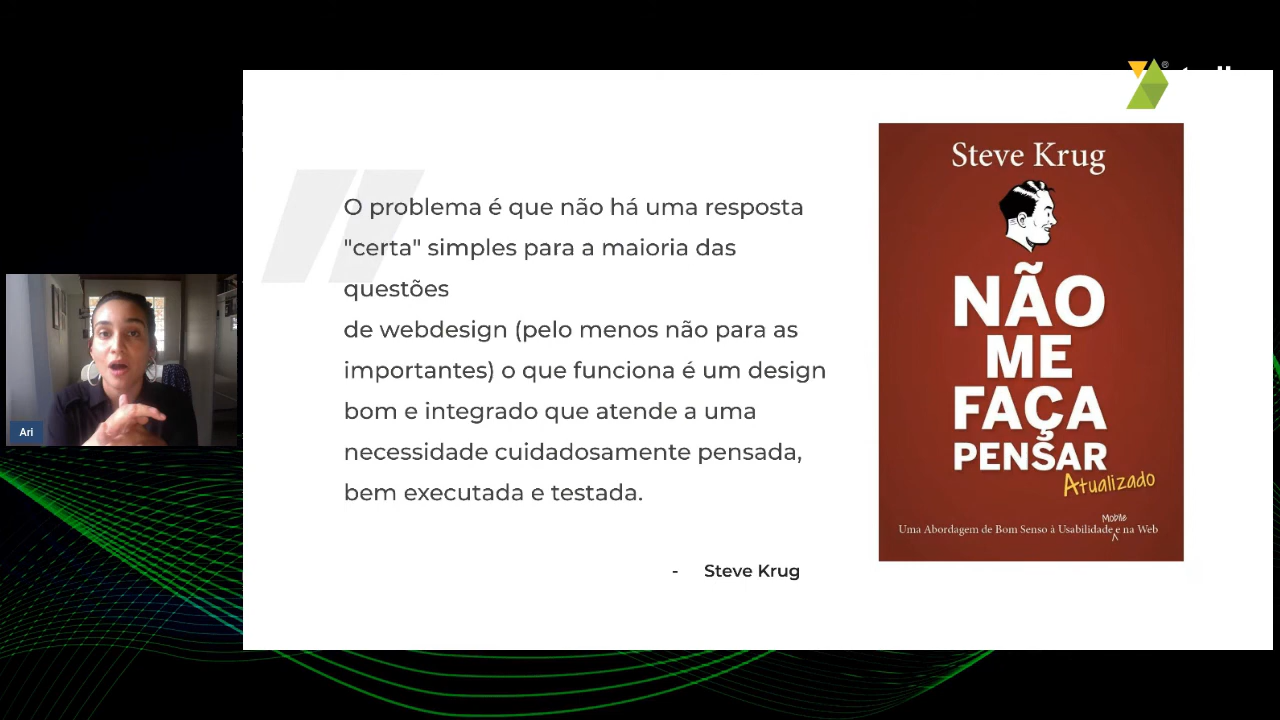 O problema é que não há uma resposta
"certa" simples para a maioria das
questões
de webdesign (pelo menos não para as
importantes) o que funciona é um design
bom e integrado que atende a uma
necessidade cuidadosamente pensada,
bem executada e testada.
- Steve Krug
Steve Krug
NÃO
ME
FAÇA
PENSAR
Atualizado
Mobile
Uma Abordagem de Bom Senso à Usabilidade e na Web
Ari